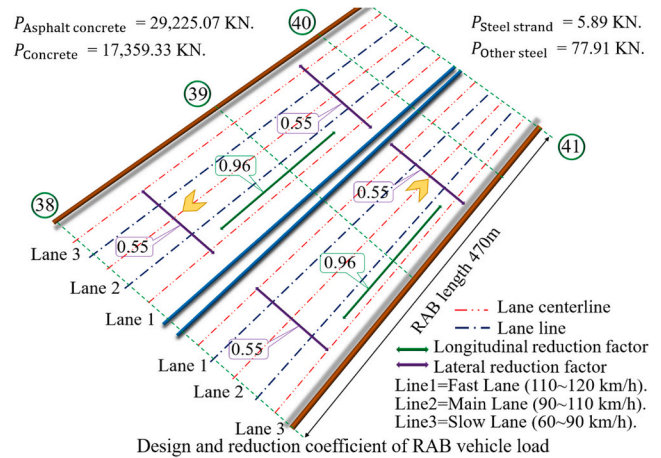 P Asphalt concrete = 29,225.07 KN.
P Concrete = 17,359.33 KN.
P Steel strand = 5.89 KN.
P Other steel = 77.91 KN.
40
39
38
41
0.55
0.96
0.55
0.55
0.96
0.55
Lane 3
Lane 2
Lane 1
Lane 1
Lane 2
Lane 3
RAB length 470m
Lane centerline
Lane line
Longitudinal reduction factor
Lateral reduction factor
Line1=Fast Lane (110~120 km/h).
Line2=Main Lane (90~110 km/h).
Line3=Slow Lane (60~90 km/h).
Design and reduction coefficient of RAB vehicle load